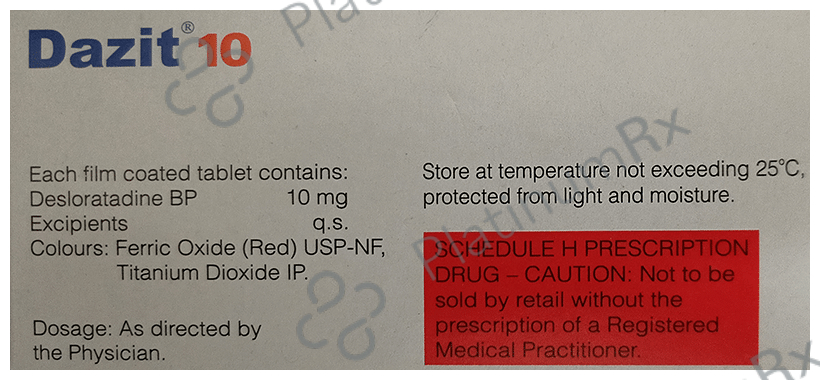 Dazit® 10
Each film coated tablet contains:
Desloratadine BP 10 mg
Excipients q.s.
Colours: Ferric Oxide (Red) USP-NF,
Titanium Dioxide IP.
Dosage: As directed by
the Physician.
Store at temperature not exceeding 25°C,
protected from light and moisture.
SCHEDULE H PRESCRIPTION
DRUG – CAUTION: Not to be
sold by retail without the
prescription of a Registered
Medical Practitioner.
PlatinumRx